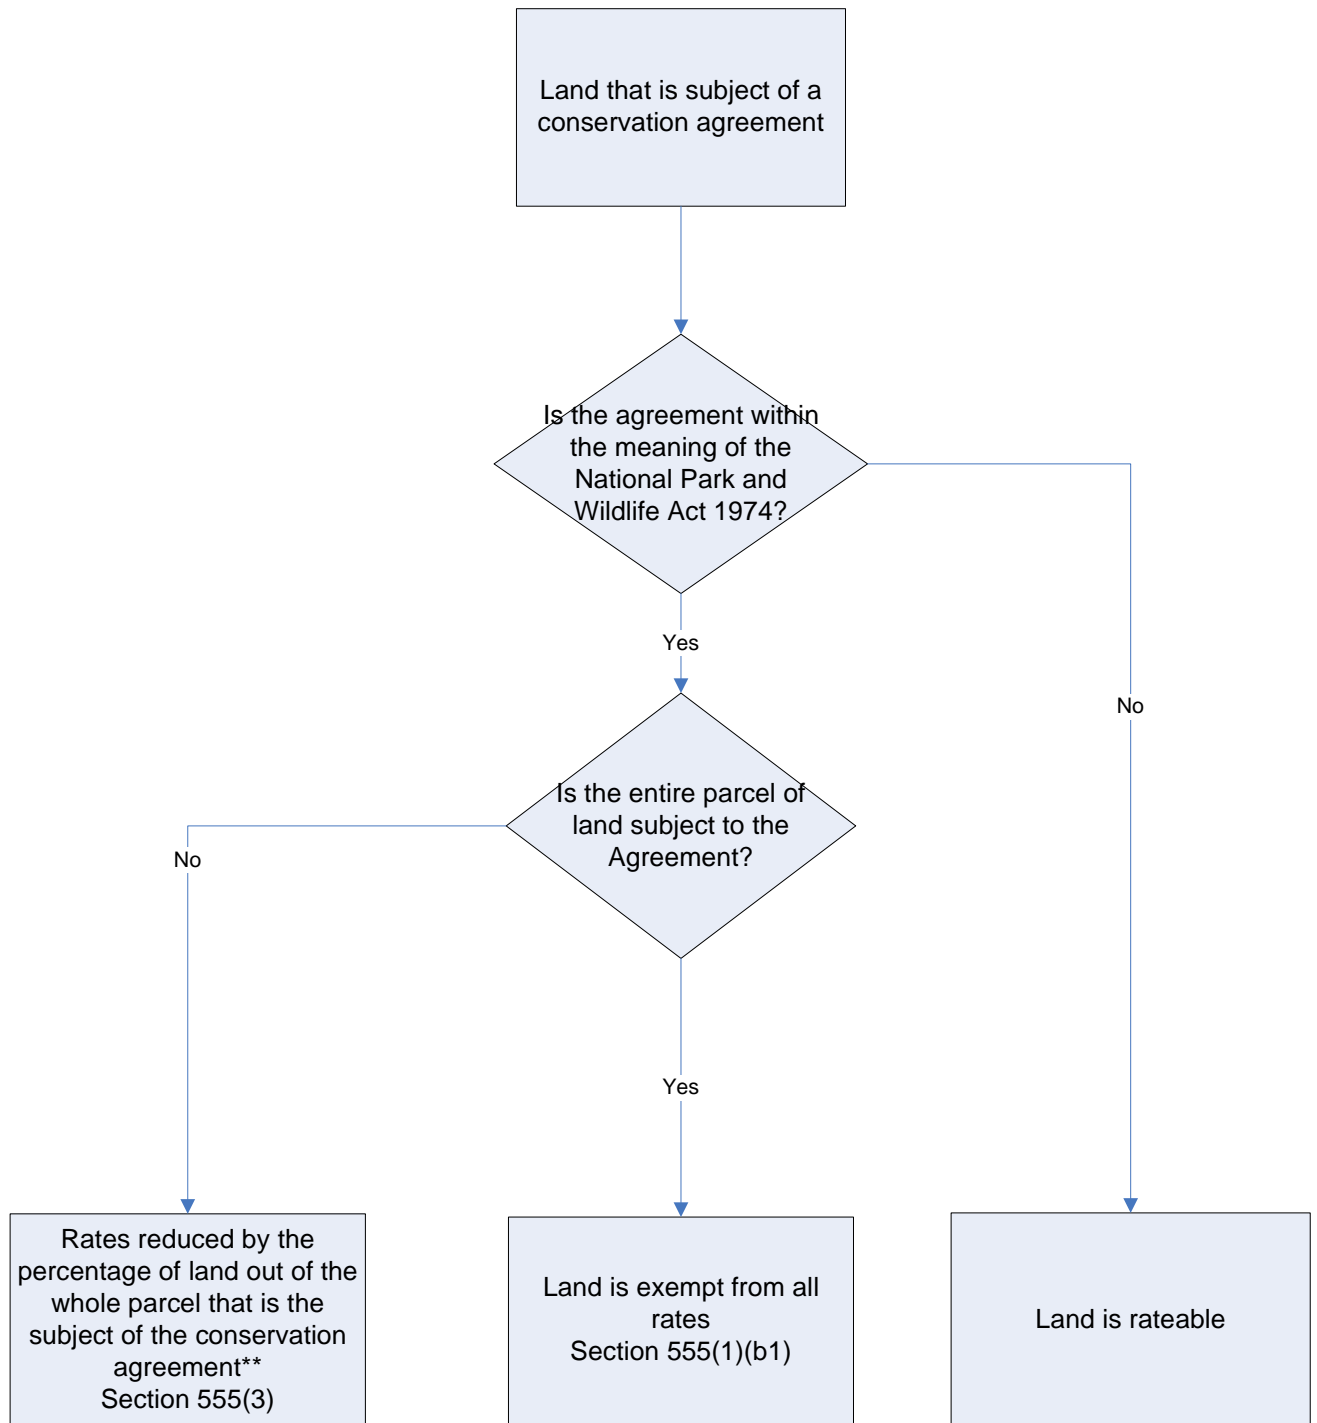 Land that is subject of a
conservation agreement
Is the agreement within
the meaning of the
National Park and
Wildlife Act 1974?
Yes
No
Is the entire parcel of
land subject to the
Agreement?
No
Yes
Rates reduced by the
percentage of land out of the
whole parcel that is the
subject of the conservation
agreement**
Section 555(3)
Land is exempt from all
rates
Section 555(1)(b1)
Land is rateable